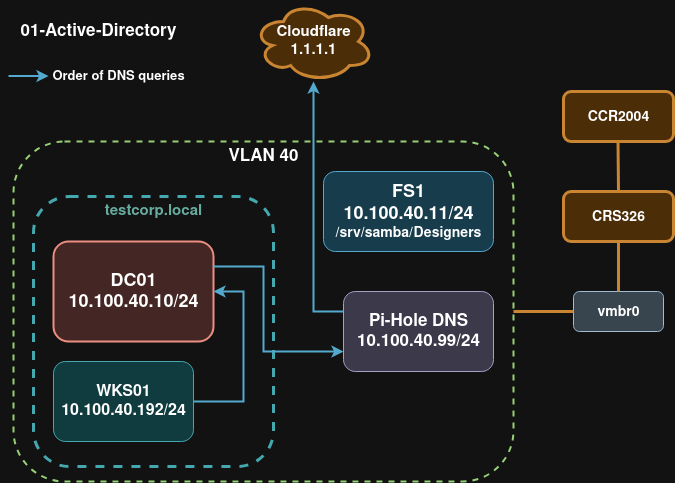 01-Active-Directory
Order of DNS queries
Cloudflare
1.1.1.1
CCR2004
VLAN 40
FS1
10.100.40.11/24
/srv/samba/Designers
CRS326
testcorp.local
DC01
10.100.40.10/24
Pi-Hole DNS
10.100.40.99/24
vmbr0
WKS01
10.100.40.192/24